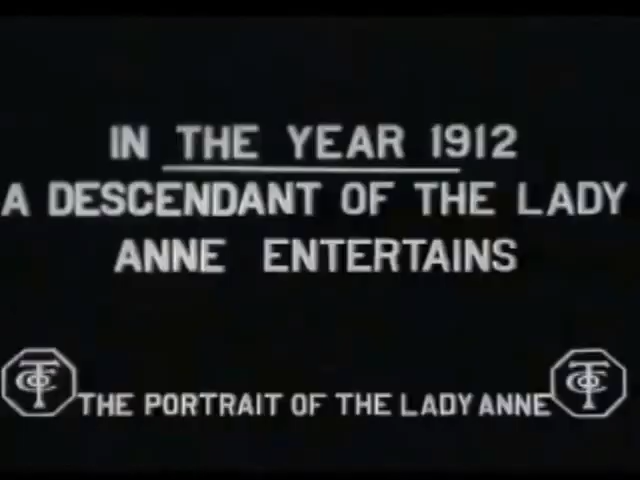 IN THE YEAR 1912
A DESCENDANT OF THE LADY
ANNE ENTERTAINS
THE PORTRAIT OF THE LADY ANNE